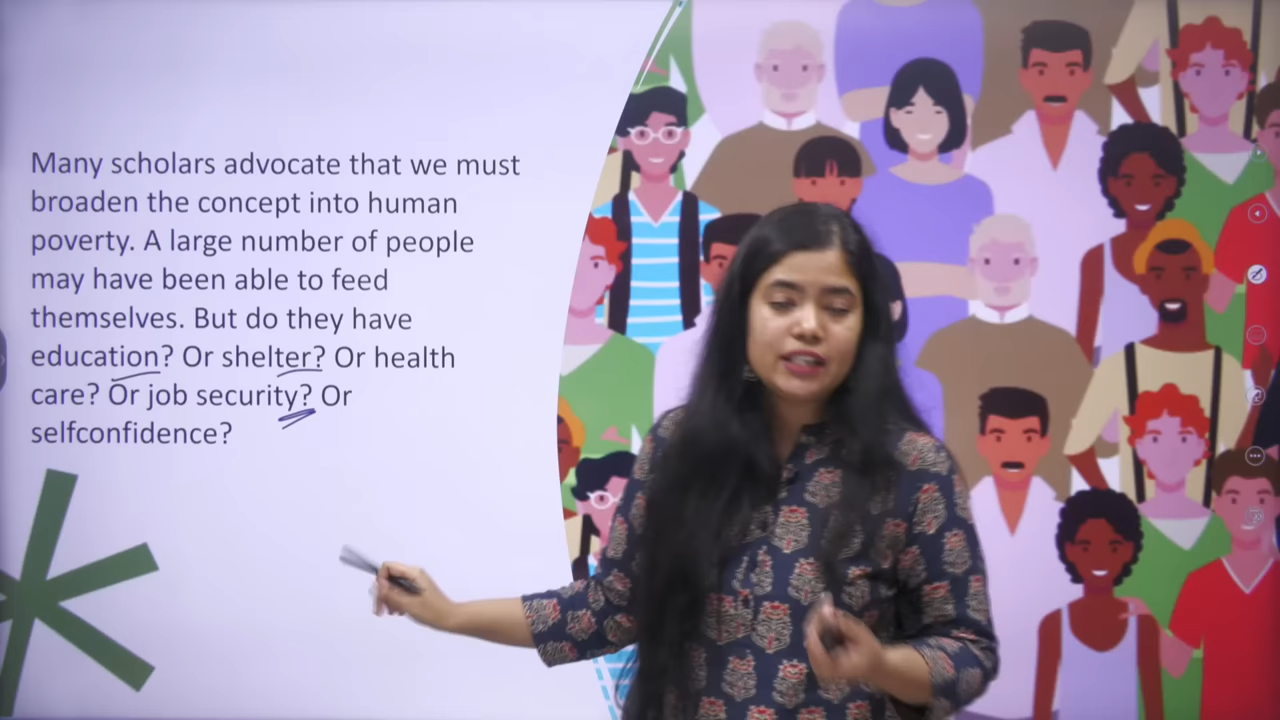 Many scholars advocate that we must
broaden the concept into human
poverty. A large number of people
may have been able to feed
themselves. But do they have
education? Or shelter? Or health
care? Or job security? Or
selfconfidence?